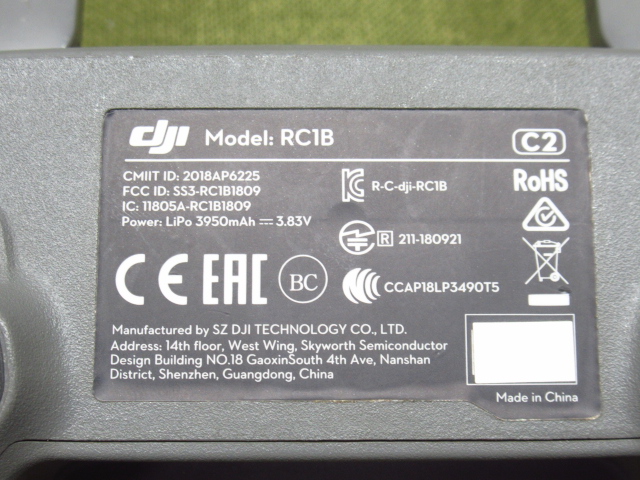 dji Model: RC1B C2
CMIIT ID: 2018AP6225
FCC ID: SS3-RC1B1809
IC: 11805A-RC1B1809
Power: LiPo 3950mAh ⎓ 3.83V
R-C-dji-RC1B
RoHS
R 211-180921
CE EAC BC CCAP18LP3490T5
Manufactured by SZ DJI TECHNOLOGY CO., LTD.
Address: 14th floor, West Wing, Skyworth Semiconductor
Design Building NO.18 GaoxinSouth 4th Ave, Nanshan
District, Shenzhen, Guangdong, China
Made in China